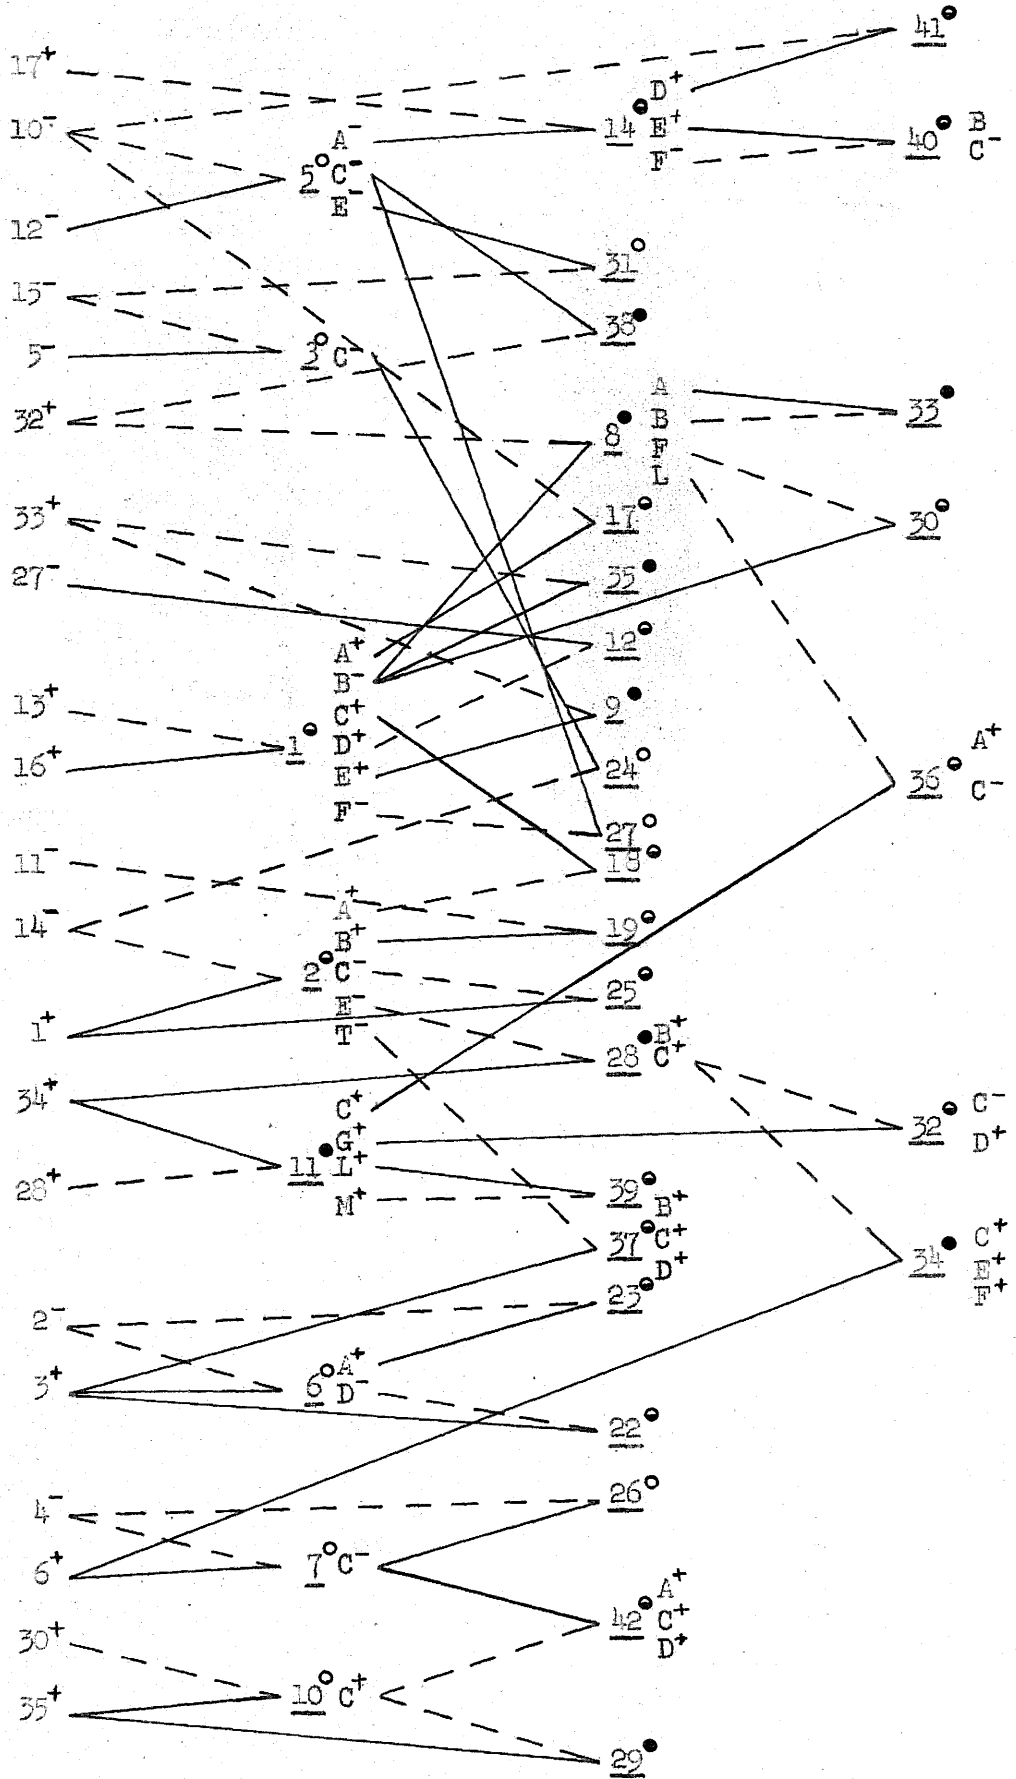 41
17+
D+
10-
14 E+
40 B
A-
F-
C-
5 C-
E-
12-
31
15-
38
5-
3 C-
A
33
32+
B
8
F
L
33+
17
30
27-
35
12
A+
B-
13+
C+
9
A+
1 D+
16+
E+
24
36 C-
F-
27
11-
18
A+
14-
B+
19
2 C-
25
E-
1+
T-
B+
28 C+
34+
C+
C-
G+
32
D+
11 L+
28+
M+
39
B+
37 C+
C+
D+
34 E+
F+
2-
23
A+
3+
6 D-
22
4-
26
6+
7 C-
A+
42 C+
D+
30+
10 C+
35+
29